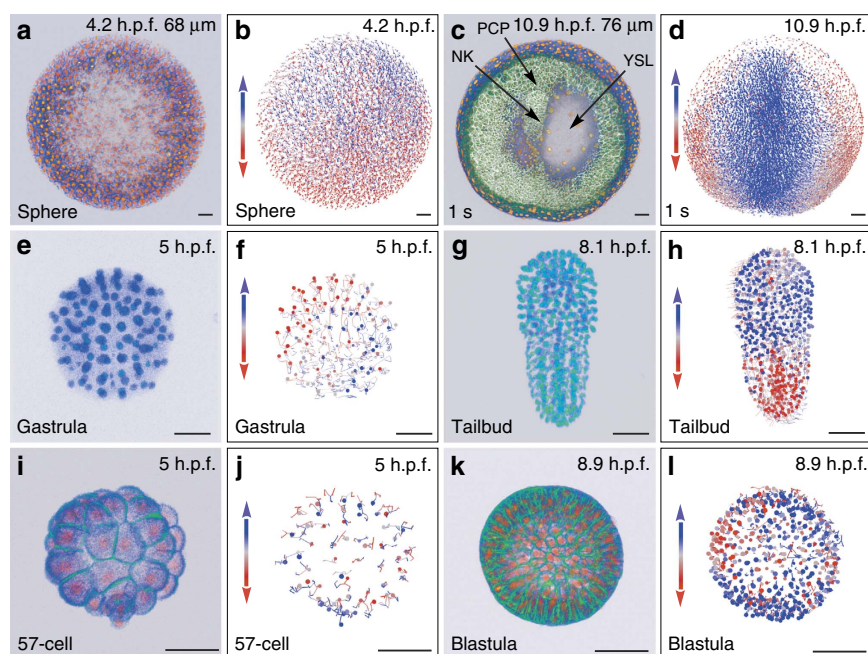 a 4.2 h.p.f. 68 μm
Sphere
b 4.2 h.p.f.
Sphere
c 10.9 h.p.f. 76 μm
PCP
NK
YSL
1 s
d 10.9 h.p.f.
1 s
e 5 h.p.f.
Gastrula
f 5 h.p.f.
Gastrula
g 8.1 h.p.f.
Tailbud
h 8.1 h.p.f.
Tailbud
i 5 h.p.f.
57-cell
j 5 h.p.f.
57-cell
k 8.9 h.p.f.
Blastula
l 8.9 h.p.f.
Blastula